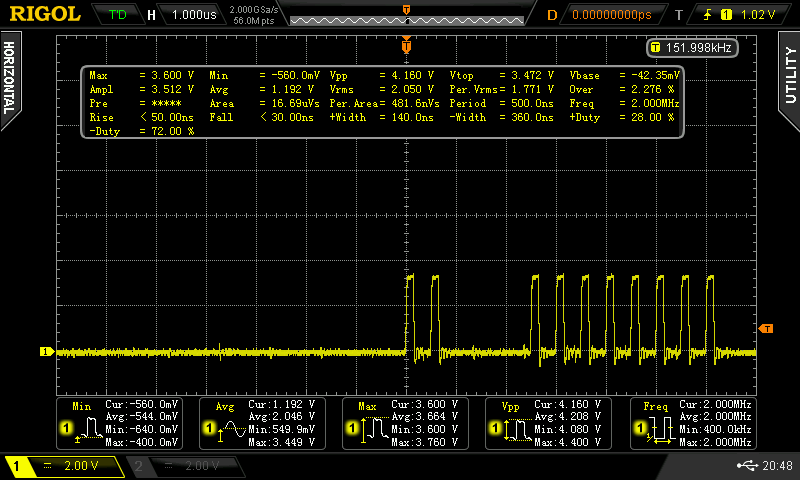 RIGOL T'D H 1.000us 2.000GSa/s 56.0M pts D 0.00000000ps T 1 1.02 V
T 151.998kHz
HORIZONTAL
UTILITY
Max = 3.600 V Min = -560.0mV Vpp = 4.160 V Vtop = 3.472 V Vbase = -42.35mV
Ampl = 3.512 V Avg = 1.192 V Vrms = 2.050 V Per.Vrms= 1.771 V Over = 2.276 %
Pre = ***** Area = 16.69uVs Per.Area= 481.6nVs Period = 500.0ns Freq = 2.000MHz
Rise < 50.00ns Fall < 30.00ns +Width = 140.0ns -Width = 360.0ns +Duty = 28.00 %
-Duty = 72.00 %
T
T
1
Min Cur:-560.0mV
Avg:-544.0mV
1 Min:-640.0mV
Max:-400.0mV
Avg Cur:1.192 V
Avg:2.046 V
1 Min:549.9mV
Max:3.449 V
Max Cur:3.600 V
Avg:3.664 V
1 Min:3.600 V
Max:3.760 V
Vpp Cur:4.160 V
Avg:4.208 V
1 Min:4.080 V
Max:4.400 V
Freq Cur:2.000MHz
Avg:2.000MHz
1 Min:400.0kHz
Max:2.000MHz
1 2.00 V 2 2.00 V 20:48